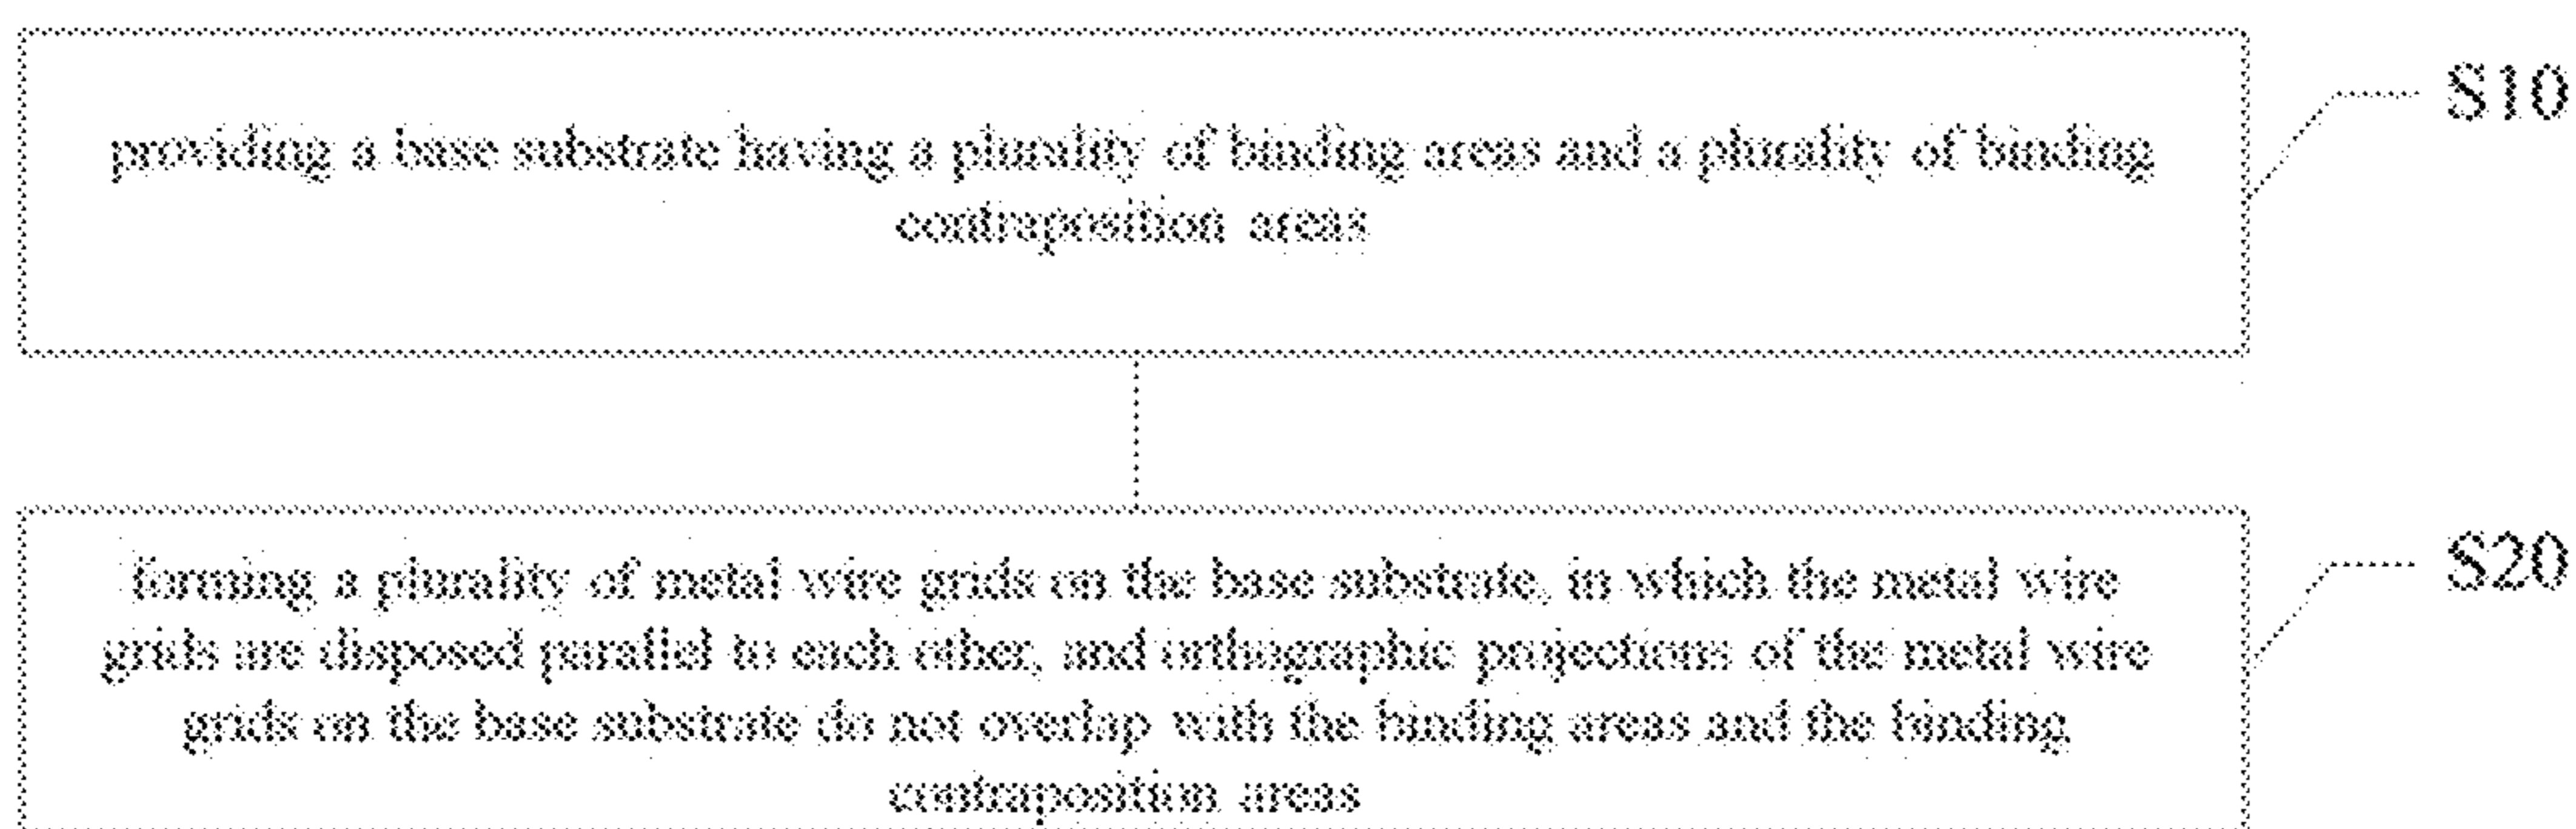 S10
providing a base substrate having a plurality of binding areas and a plurality of binding
contraposition areas
S20
forming a plurality of metal wire grids on the base substrate, in which the metal wire
grids are disposed parallel to each other, and orthographic projections of the metal wire
grids on the base substrate do not overlap with the binding areas and the binding
contraposition areas